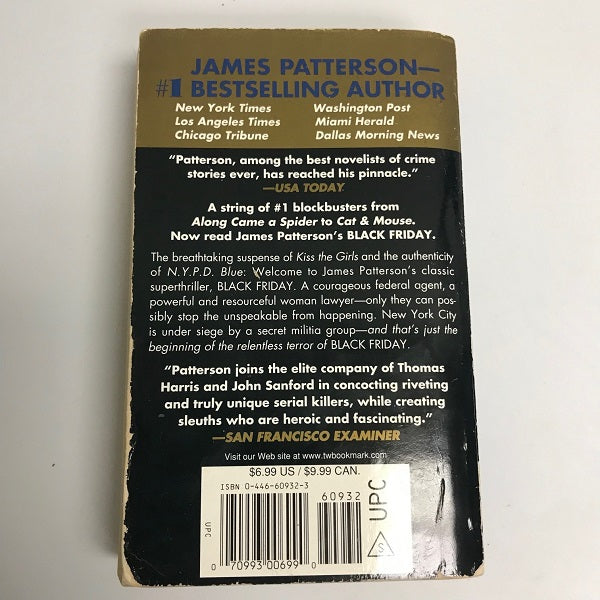 JAMES PATTERSON—
#1 BESTSELLING AUTHOR
New York Times Washington Post
Los Angeles Times Miami Herald
Chicago Tribune Dallas Morning News
"Patterson, among the best novelists of crime
stories ever, has reached his pinnacle."
—USA TODAY
A string of #1 blockbusters from
Along Came a Spider to Cat & Mouse.
Now read James Patterson's BLACK FRIDAY.
The breathtaking suspense of Kiss the Girls and the authenticity
of N.Y.P.D. Blue: Welcome to James Patterson's classic
superthriller, BLACK FRIDAY. A courageous federal agent, a
powerful and resourceful woman lawyer—only they can pos-
sibly stop the unspeakable from happening. New York City
is under siege by a secret militia group—and that's just the
beginning of the relentless terror of BLACK FRIDAY.
"Patterson joins the elite company of Thomas
Harris and John Sanford in concocting riveting
and truly unique serial killers, while creating
sleuths who are heroic and fascinating."
—SAN FRANCISCO EXAMINER
Visit our Web site at www.twbookmark.com
$6.99 US / $9.99 CAN.
ISBN 0-446-60932-3
60932
UPC
UPC
S
0 70993 00699 0